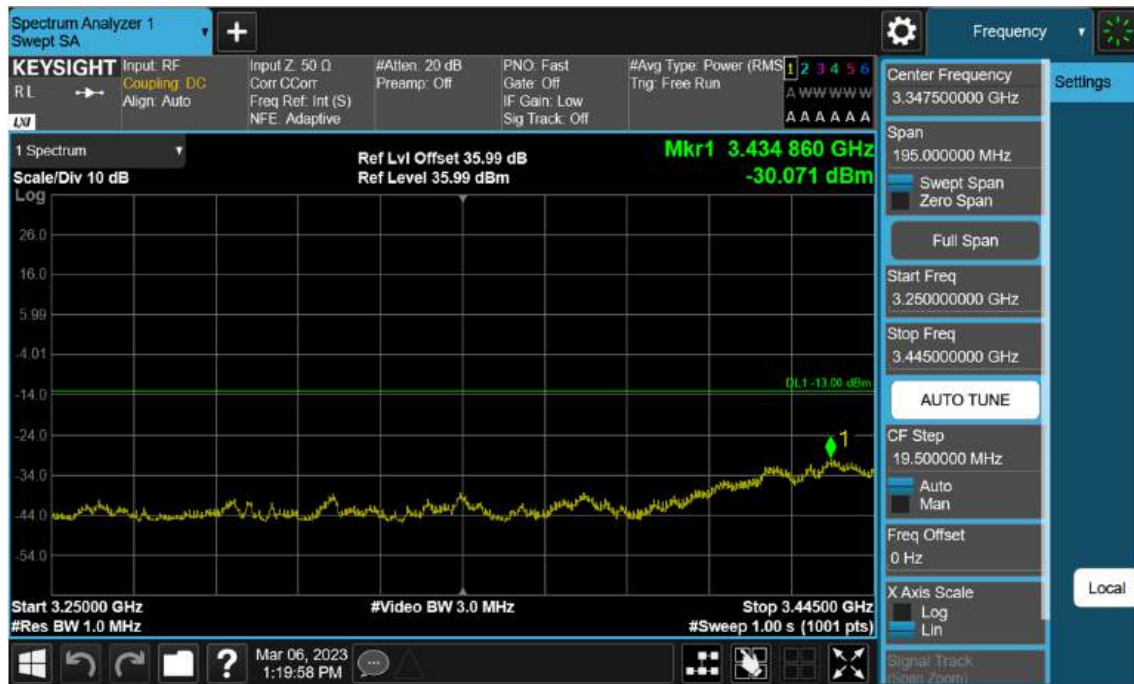 Spectrum Analyzer 1
Swept SA
Frequency
KEYSIGHT
RL
LXI
Input: RF
Coupling: DC
Align: Auto
Input Z: 50 Ω
Corr CCorr
Freq Ref: Int (S)
NFE: Adaptive
#Atten: 20 dB
Preamp: Off
PNO: Fast
Gate: Off
IF Gain: Low
Sig Track: Off
#Avg Type: Power (RMS
Trig: Free Run
1 2 3 4 5 6
A W W W W W
A A A A A A
1 Spectrum
Scale/Div 10 dB
Log
Ref Lvl Offset 35.99 dB
Ref Level 35.99 dBm
Mkr1 3.434 860 GHz
-30.071 dBm
26.0
16.0
5.99
-4.01
DL1 -13.00 dBm
-14.0
-24.0
1
-34.0
-44.0
-54.0
Start 3.25000 GHz
#Res BW 1.0 MHz
#Video BW 3.0 MHz
Stop 3.44500 GHz
#Sweep 1.00 s (1001 pts)
Center Frequency
3.347500000 GHz
Settings
Span
195.000000 MHz
Swept Span
Zero Span
Full Span
Start Freq
3.250000000 GHz
Stop Freq
3.445000000 GHz
AUTO TUNE
CF Step
19.500000 MHz
Auto
Man
Freq Offset
0 Hz
X Axis Scale
Log
Lin
Local
Signal Track
(Span Zoom)
?
Mar 06, 2023
1:19:58 PM